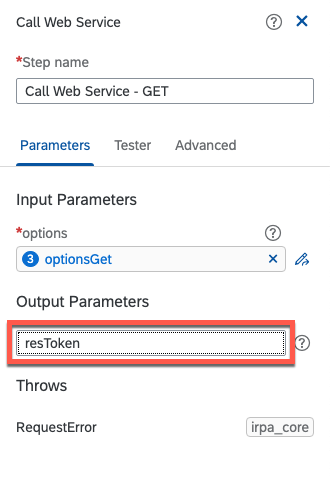 Call Web Service
*Step name
Call Web Service - GET
Parameters Tester Advanced
Input Parameters
*options
3 optionsGet
Output Parameters
resToken
Throws
RequestError irpa_core